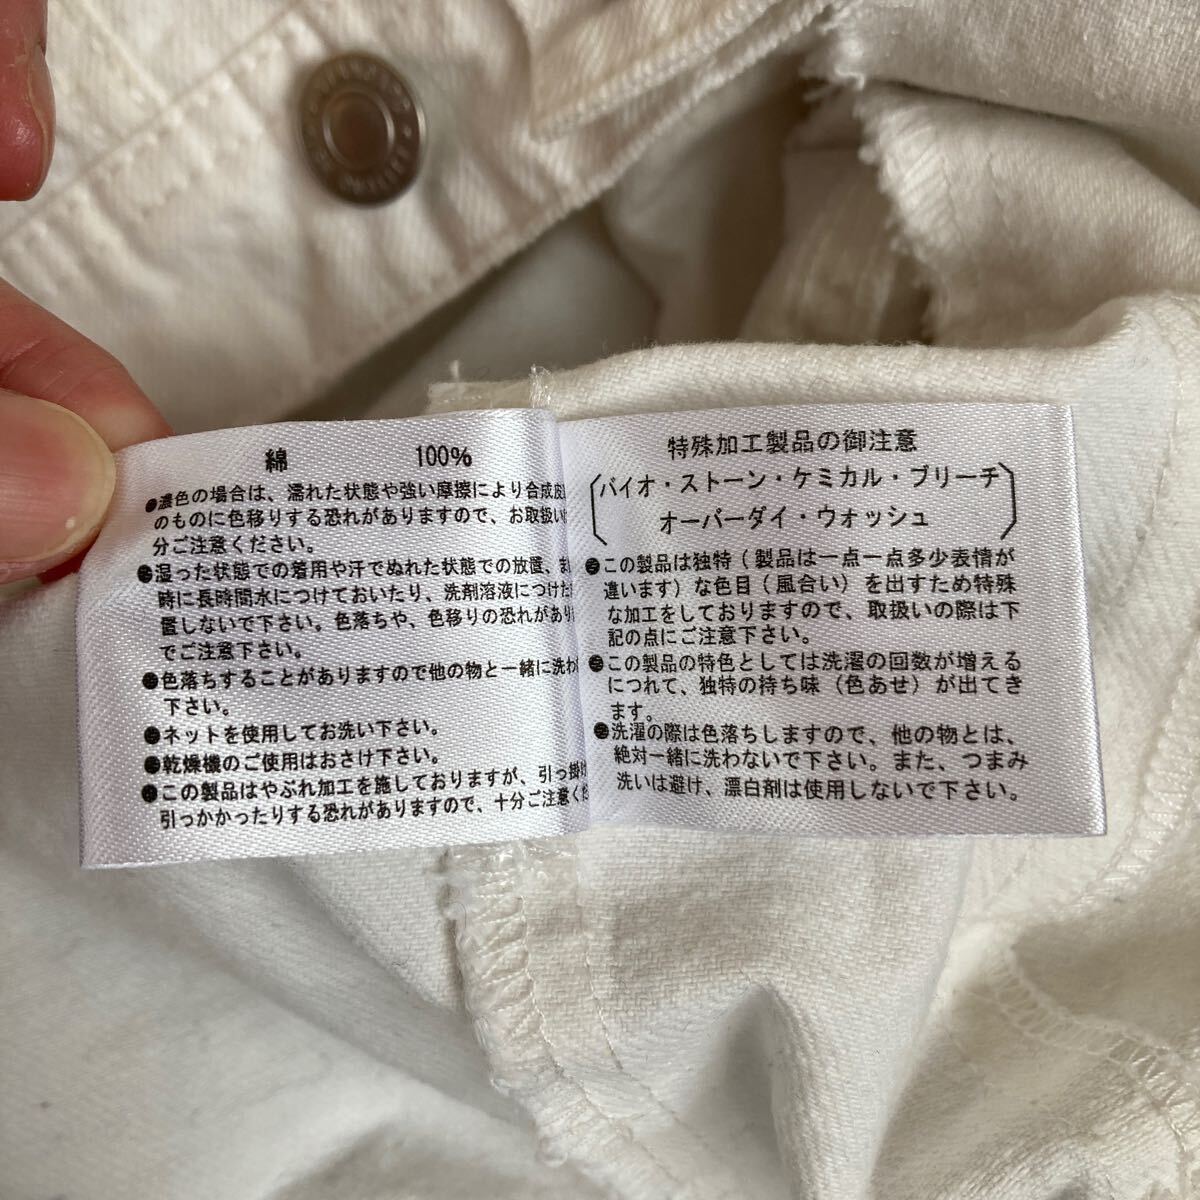 綿 100%
●濃色の場合は、濡れた状態や強い摩擦により合成皮
のものに色移りする恐れがありますので、お取扱い
分ご注意ください。
●湿った状態での着用や汗でぬれた状態での放置、ま
時に長時間水につけておいたり、洗剤溶液につけた
置しないで下さい。色落ちや、色移りの恐れがあり
でご注意下さい。
●色落ちすることがありますので他の物と一緒に洗わ
下さい。
●ネットを使用してお洗い下さい。
●乾燥機のご使用はおさけ下さい。
●この製品はやぶれ加工を施しておりますが、引っ掛け
引っかかったりする恐れがありますので、十分ご注意くだ
特殊加工製品の御注意
(バイオ・ストーン・ケミカル・ブリーチ
オーバーダイ・ウォッシュ)
●この製品は独特(製品は一点一点多少表情が
違います)な色目(風合い)を出すため特殊
な加工をしておりますので、取扱いの際は下
記の点にご注意下さい。
●この製品の特色としては洗濯の回数が増える
につれて、独特の持ち味(色あせ)が出てき
ます。
●洗濯の際は色落ちしますので、他の物とは、
絶対一緒に洗わないで下さい。また、つまみ
洗いは避け、漂白剤は使用しないで下さい。